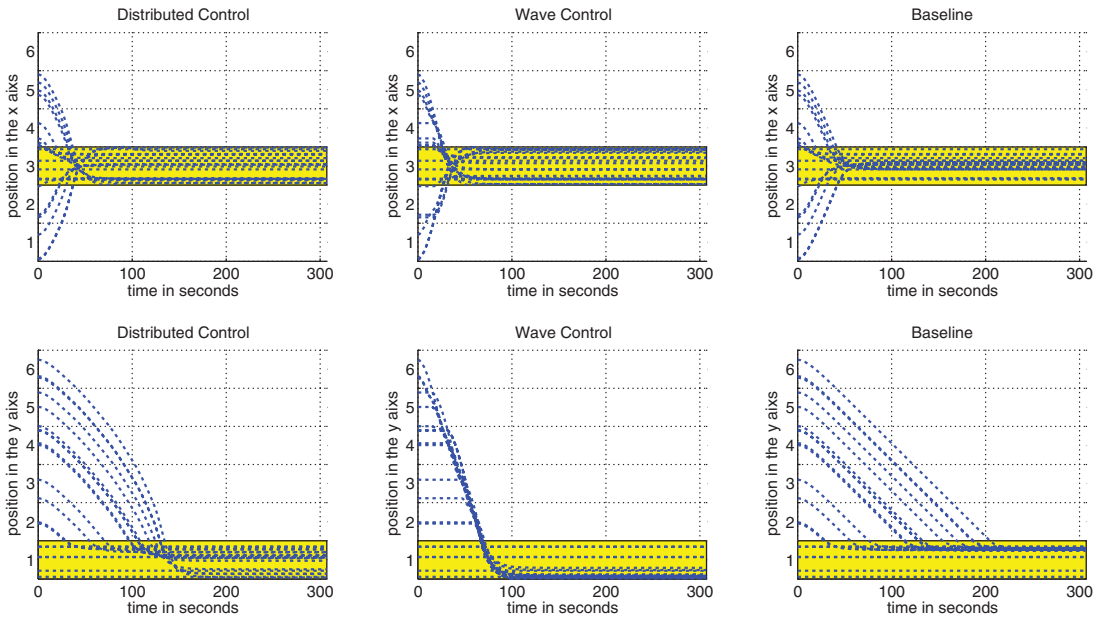 Distributed Control
position in the x aixs
6
5
4
3
2
1
0 100 200 300
time in seconds
Wave Control
position in the x aixs
6
5
4
3
2
1
0 100 200 300
time in seconds
Baseline
position in the x aixs
6
5
4
3
2
1
0 100 200 300
time in seconds
Distributed Control
position in the y aixs
6
5
4
3
2
1
0 100 200 300
time in seconds
Wave Control
position in the y aixs
6
5
4
3
2
1
0 100 200 300
time in seconds
Baseline
position in the y aixs
6
5
4
3
2
1
0 100 200 300
time in seconds